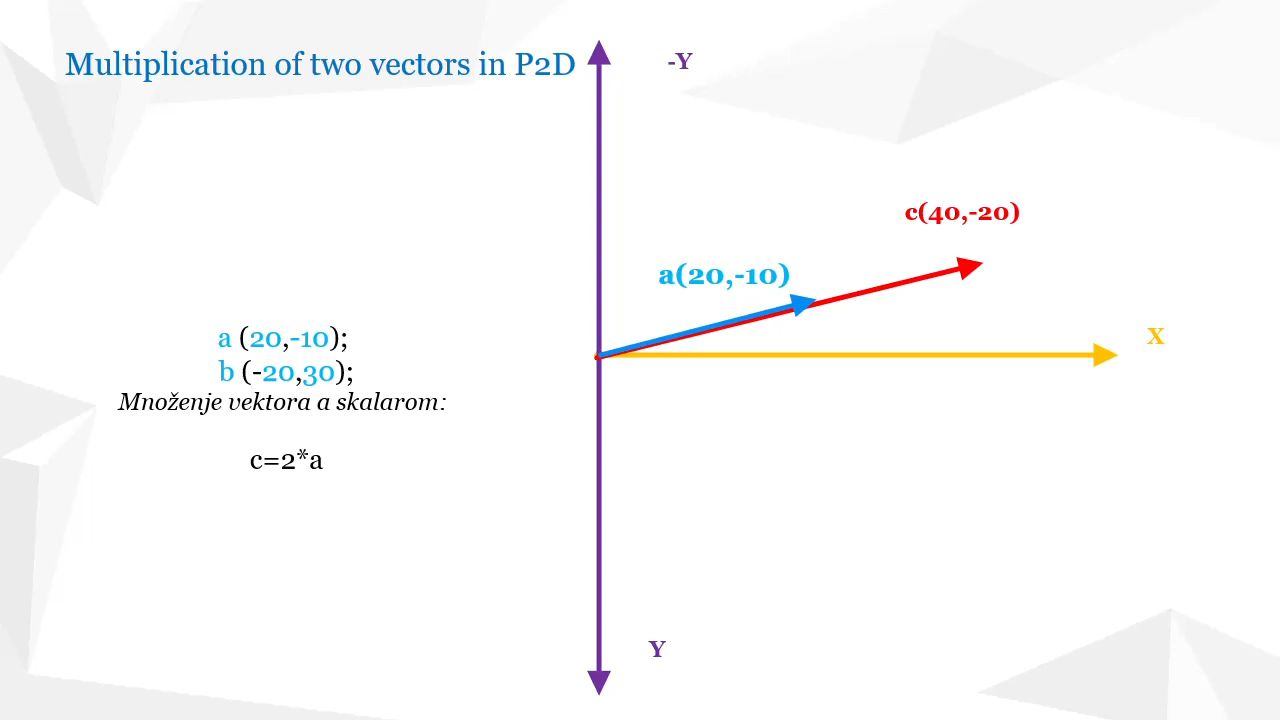 Multiplication of two vectors in P2D
-Y
c(40,-20)
a(20,-10)
X
a (20,-10);
b (-20,30);
Množenje vektora a skalarom:
c=2*a
Y